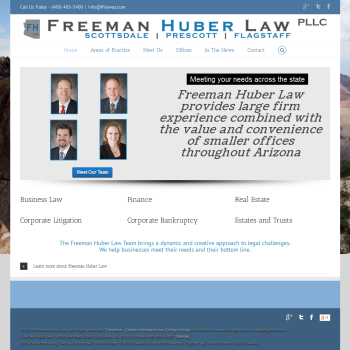 Call Us Today - (480) 483-3400 | info@fhlawaz.com
FREEMAN HUBER LAW PLLC
SCOTTSDALE | PRESCOTT | FLAGSTAFF
Home Areas of Practice Meet Us Offices In The News Contact
Meeting your needs across the state
Freeman Huber Law
provides large firm
experience combined with
the value and convenience
of smaller offices
throughout Arizona
Meet Our Team
Business Law Finance Real Estate
Corporate Litigation Corporate Bankruptcy Estates and Trusts
The Freeman Huber Law Team brings a dynamic and creative approach to legal challenges.
We help businesses meet their needs and their bottom line.
Learn more about Freeman Huber Law!